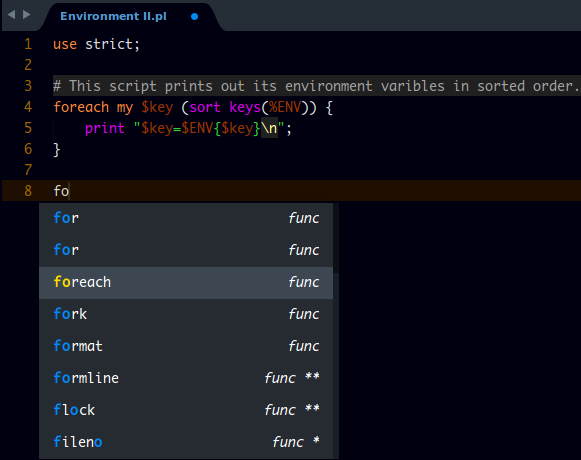 Environment II.pl
1 use strict;
2
3 # This script prints out its environment varibles in sorted order.
4 foreach my $key (sort keys(%ENV)) {
5     print "$key=$ENV{$key}\n";
6 }
7
8 fo
for func
for func
foreach func
fork func
format func
formline func **
flock func **
fileno func *